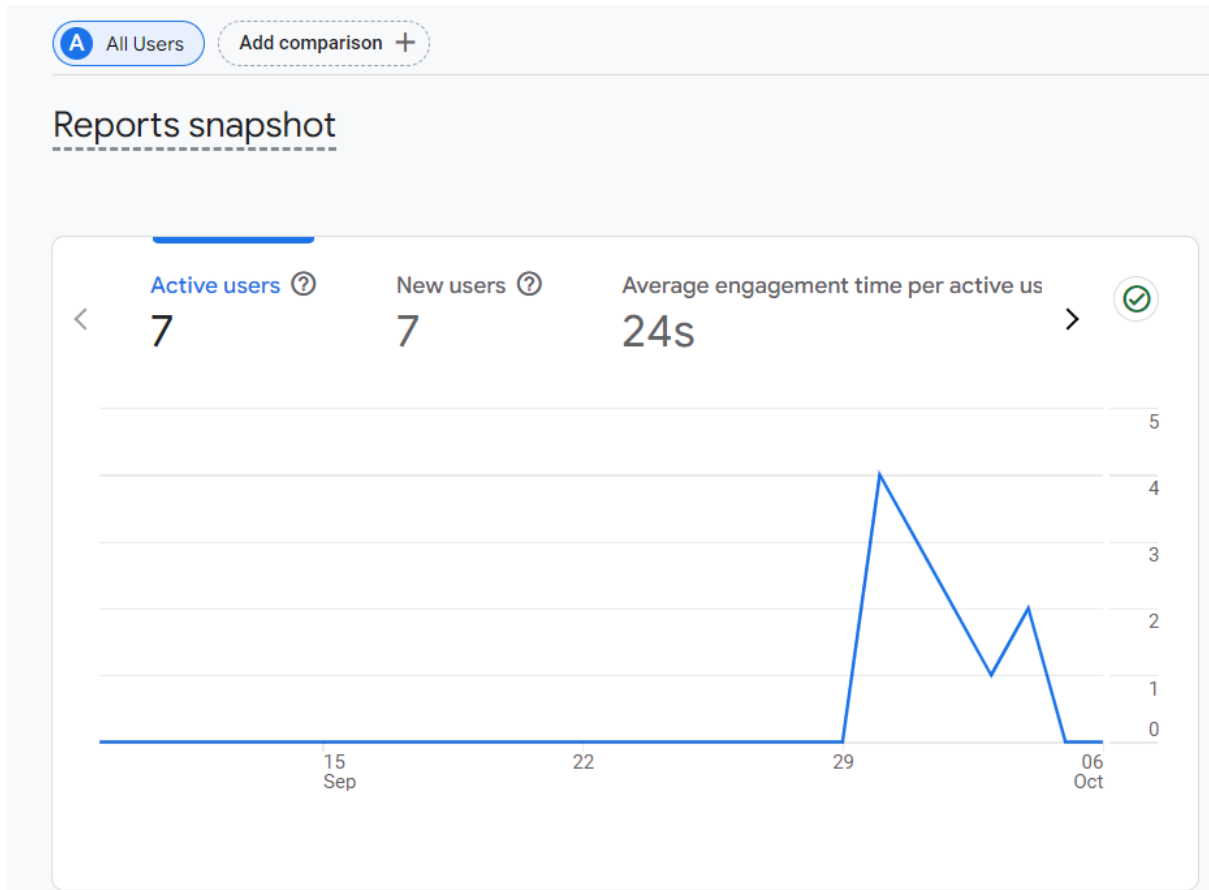 A All Users Add comparison +
Reports snapshot
Active users ? New users ? Average engagement time per active us
7 7 24s
5
4
3
2
1
0
15 22 29 06
Sep Oct